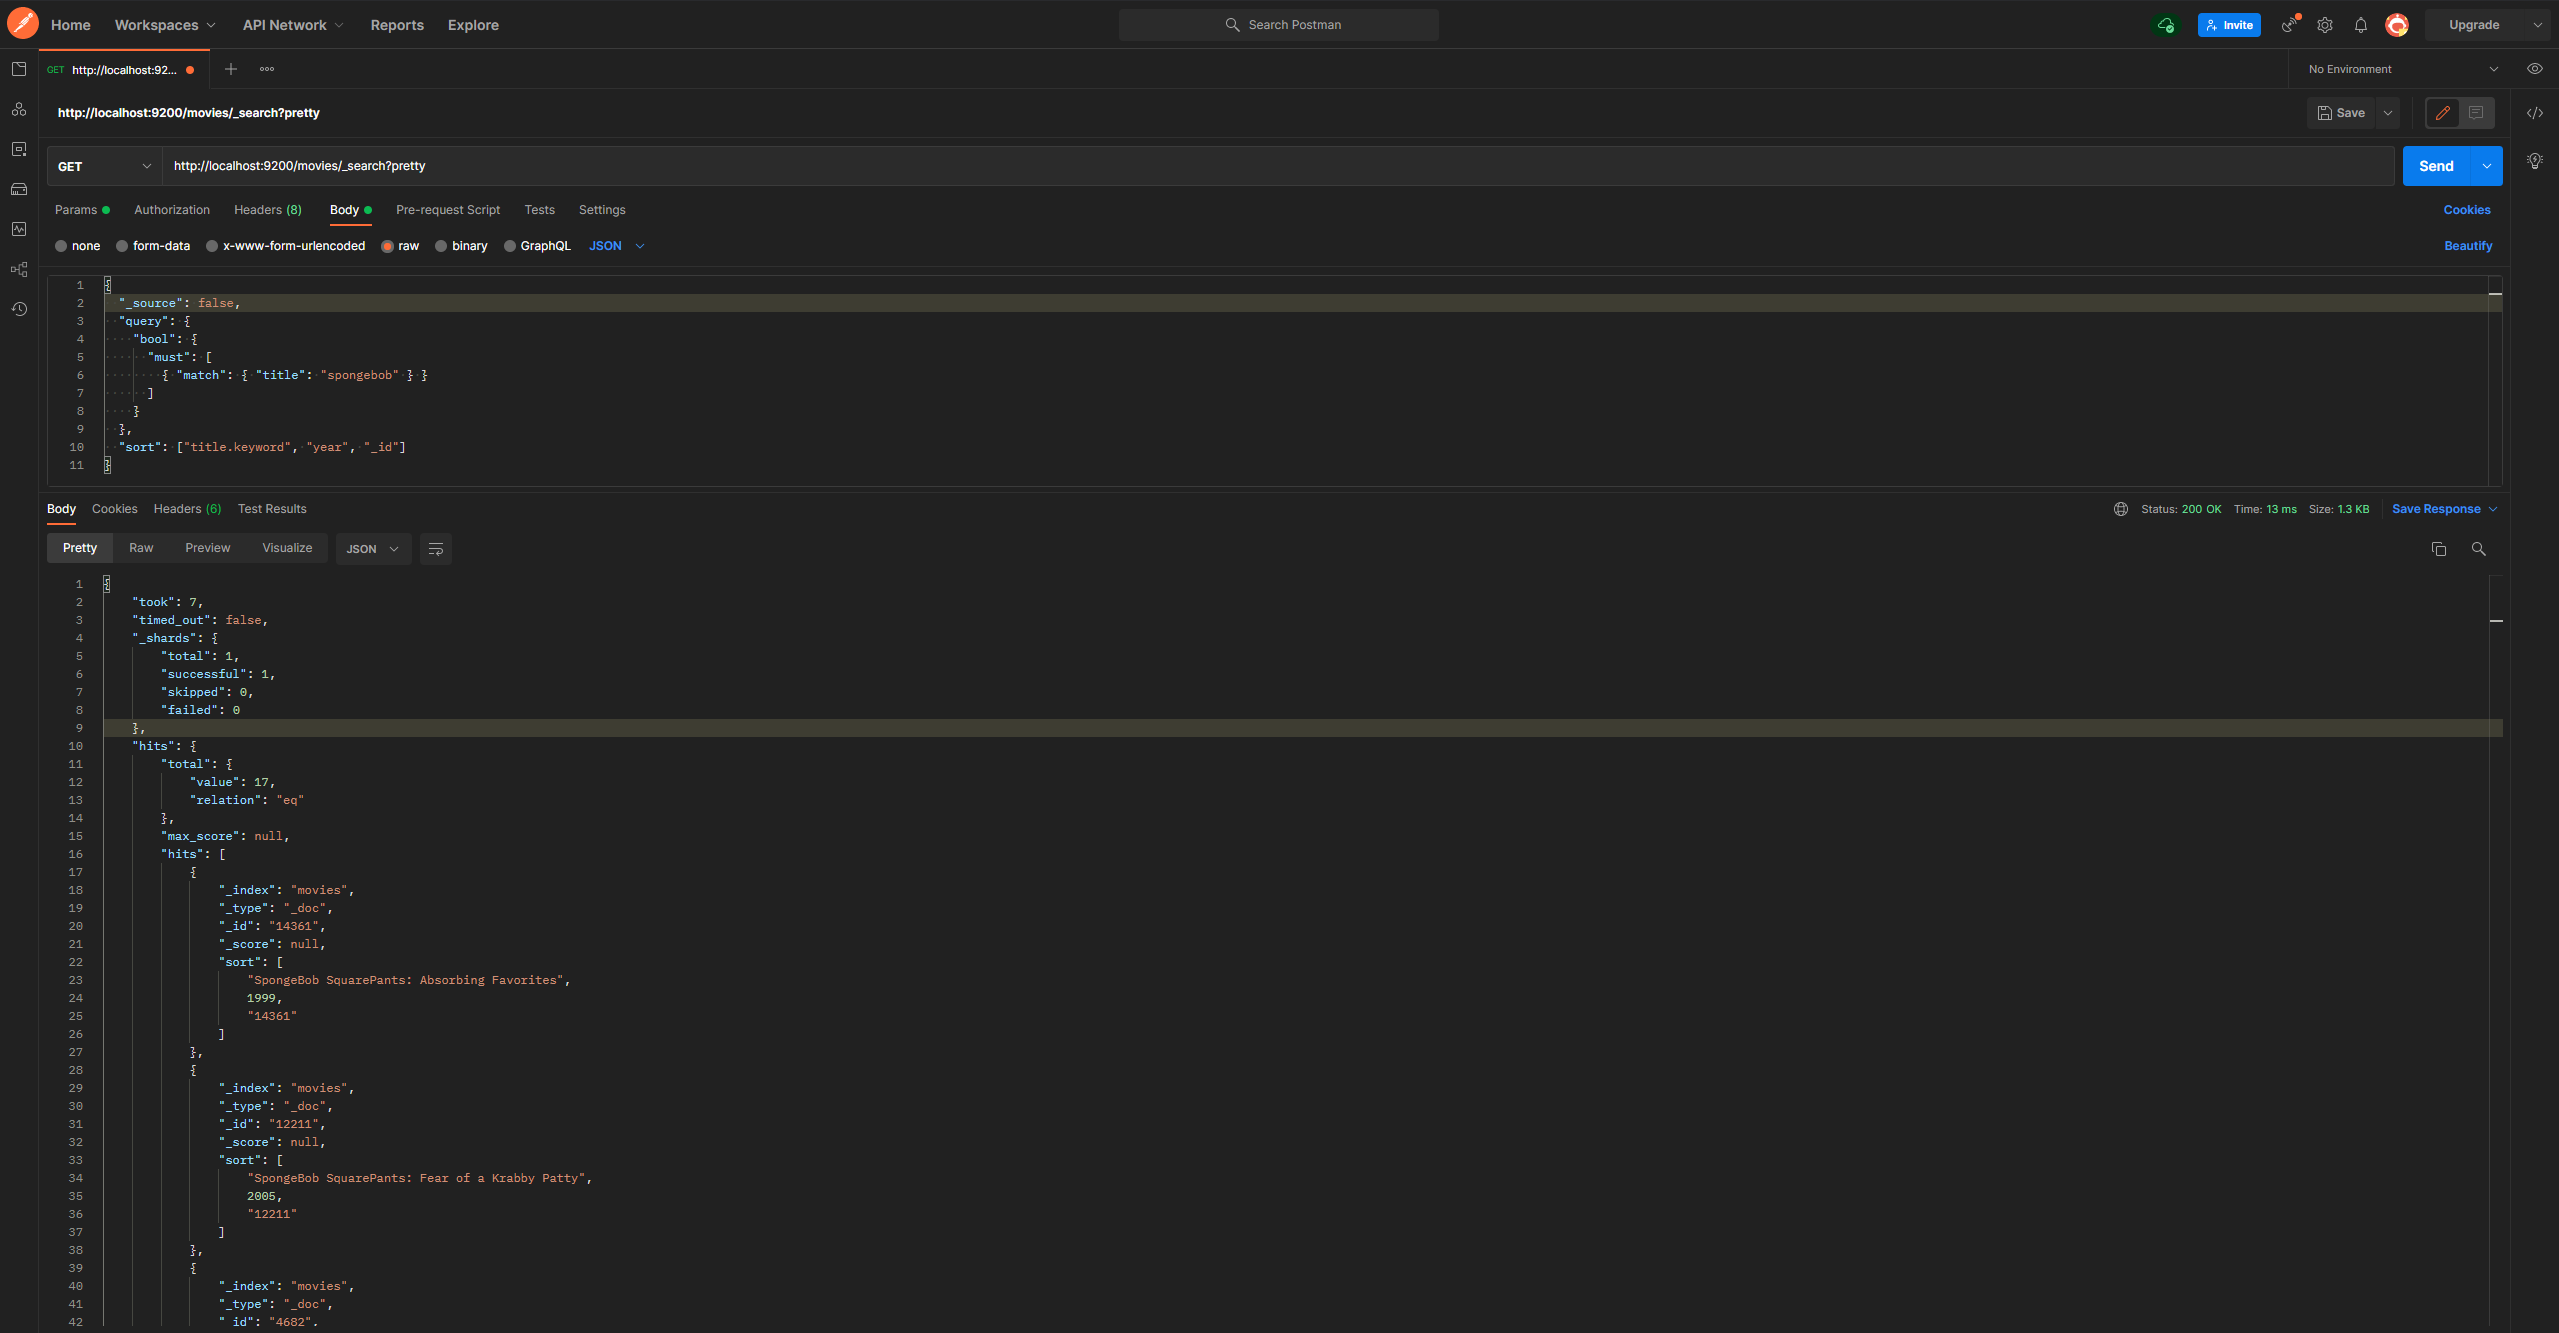 Home Workspaces API Network Reports Explore Search Postman Invite Upgrade
GET http://localhost:92... No Environment
http://localhost:9200/movies/_search?pretty Save
GET http://localhost:9200/movies/_search?pretty Send
Params Authorization Headers (8) Body Pre-request Script Tests Settings Cookies
none form-data x-www-form-urlencoded raw binary GraphQL JSON Beautify
1 {
2 "_source": false,
3 "query": {
4 "bool": {
5 "must": [
6 { "match": { "title": "spongebob" } }
7 ]
8 }
9 },
10 "sort": ["title.keyword", "year", "_id"]
11 }
Body Cookies Headers (6) Test Results Status: 200 OK Time: 13 ms Size: 1.3 KB Save Response
Pretty Raw Preview Visualize JSON
1 {
2 "took": 7,
3 "timed_out": false,
4 "_shards": {
5 "total": 1,
6 "successful": 1,
7 "skipped": 0,
8 "failed": 0
9 },
10 "hits": {
11 "total": {
12 "value": 17,
13 "relation": "eq"
14 },
15 "max_score": null,
16 "hits": [
17 {
18 "_index": "movies",
19 "_type": "_doc",
20 "_id": "14361",
21 "_score": null,
22 "sort": [
23 "SpongeBob SquarePants: Absorbing Favorites",
24 1999,
25 "14361"
26 ]
27 },
28 {
29 "_index": "movies",
30 "_type": "_doc",
31 "_id": "12211",
32 "_score": null,
33 "sort": [
34 "SpongeBob SquarePants: Fear of a Krabby Patty",
35 2005,
36 "12211"
37 ]
38 },
39 {
40 "_index": "movies",
41 "_type": "_doc",
42 "_id": "4682",